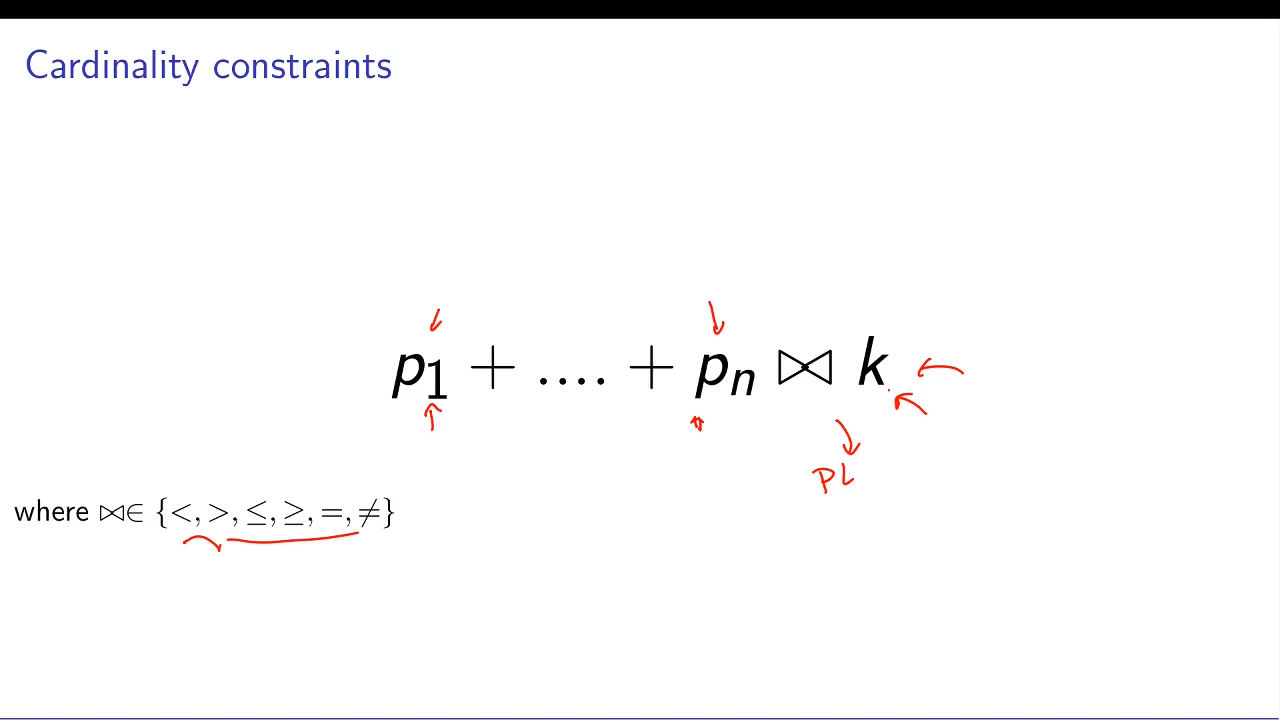 Cardinality constraints
p₁ + .... + pₙ ⋈ k
PL
where ⋈∈ {<, >, ≤, ≥, =, ≠}